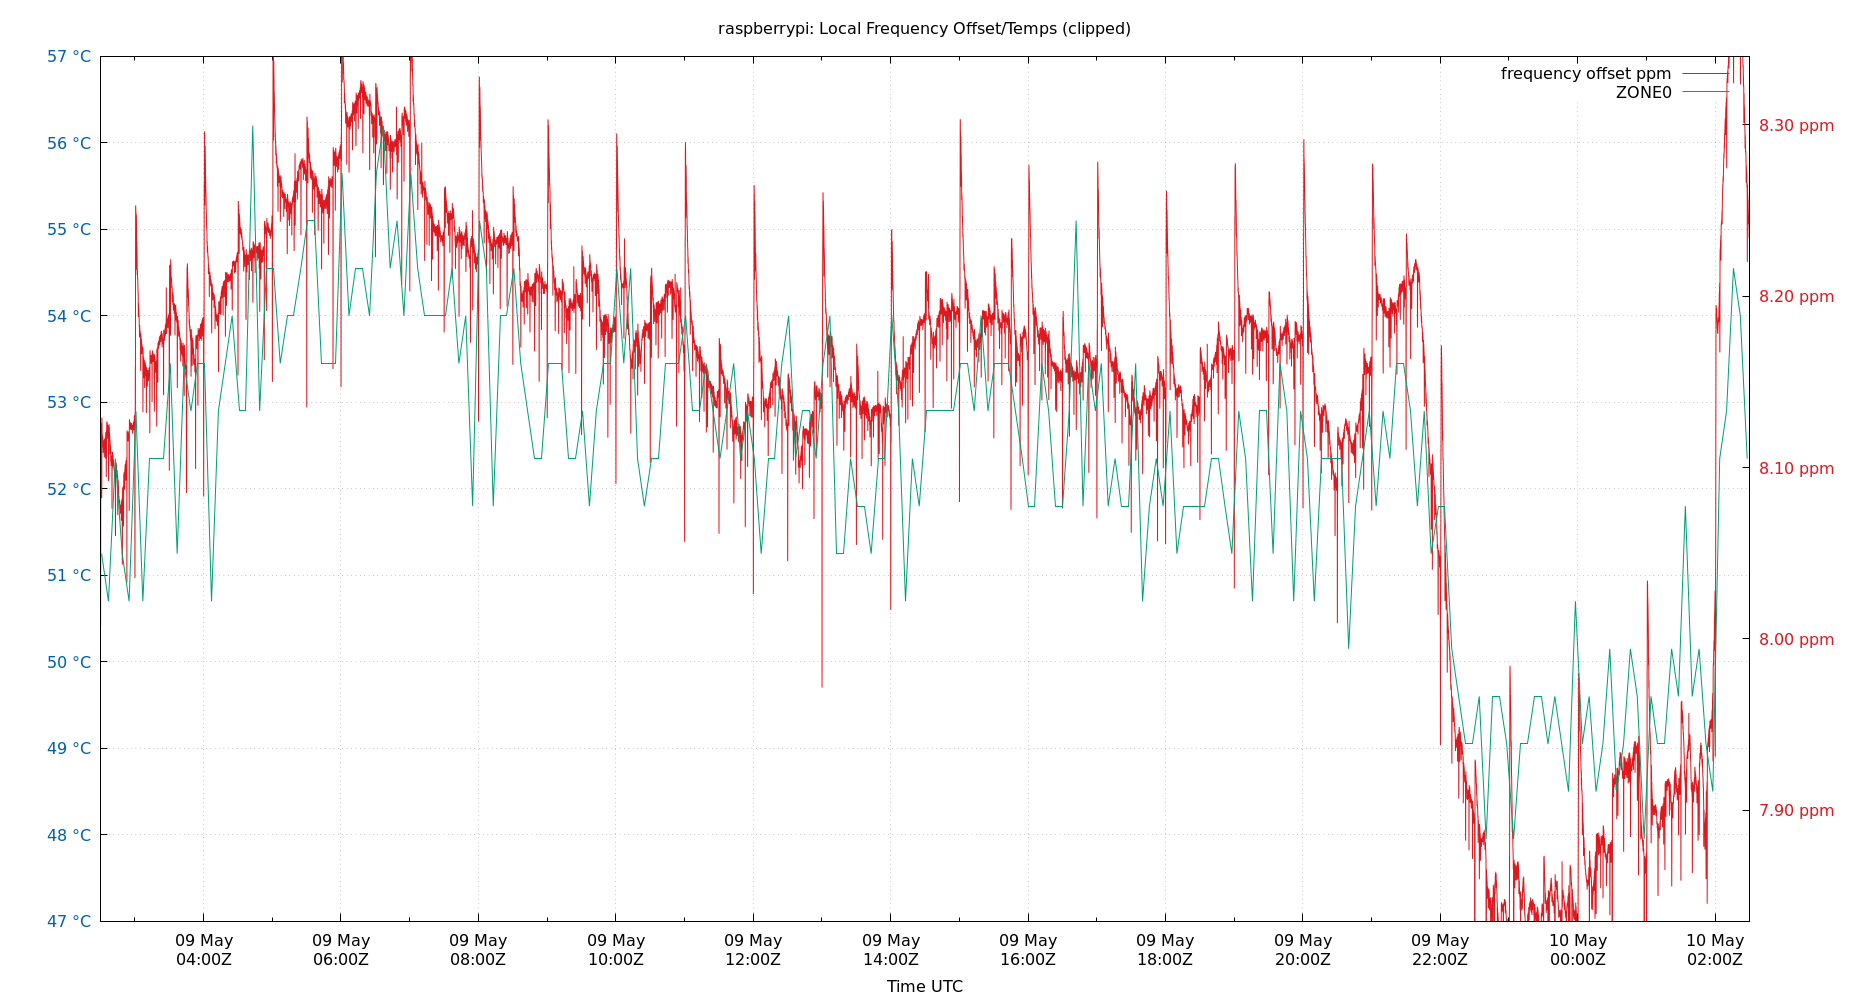 raspberrypi: Local Frequency Offset/Temps (clipped)
57 °C
56 °C
55 °C
54 °C
53 °C
52 °C
51 °C
50 °C
49 °C
48 °C
47 °C
frequency offset ppm
ZONE0
8.30 ppm
8.20 ppm
8.10 ppm
8.00 ppm
7.90 ppm
09 May
04:00Z
09 May
06:00Z
09 May
08:00Z
09 May
10:00Z
09 May
12:00Z
09 May
14:00Z
09 May
16:00Z
09 May
18:00Z
09 May
20:00Z
09 May
22:00Z
10 May
00:00Z
10 May
02:00Z
Time UTC